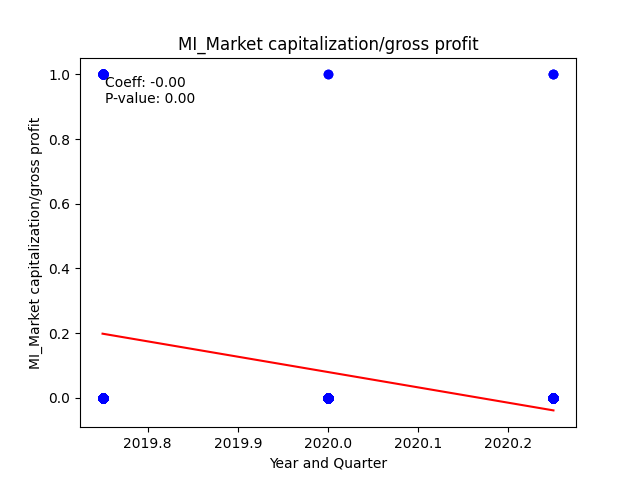 MI_Market capitalization/gross profit
1.0
Coeff: -0.00
P-value: 0.00
0.8
0.6
0.4
0.2
0.0
MI_Market capitalization/gross profit
2019.8 2019.9 2020.0 2020.1 2020.2
Year and Quarter